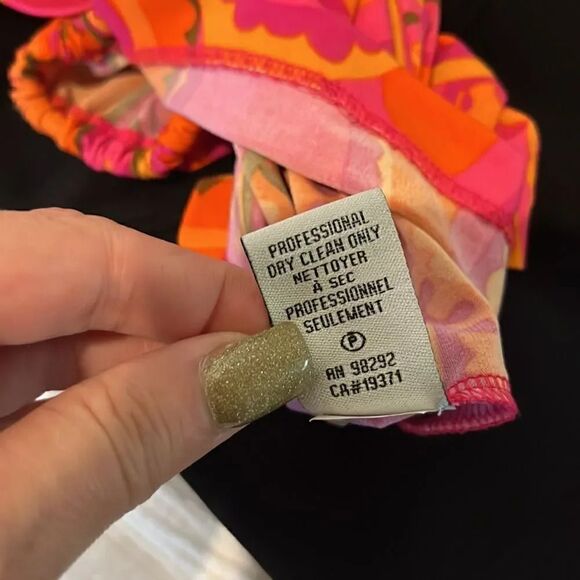 PROFESSIONAL
DRY CLEAN ONLY
NETTOYER
À SEC
PROFESSIONNEL
SEULEMENT
P
RN 98292
CA#19371